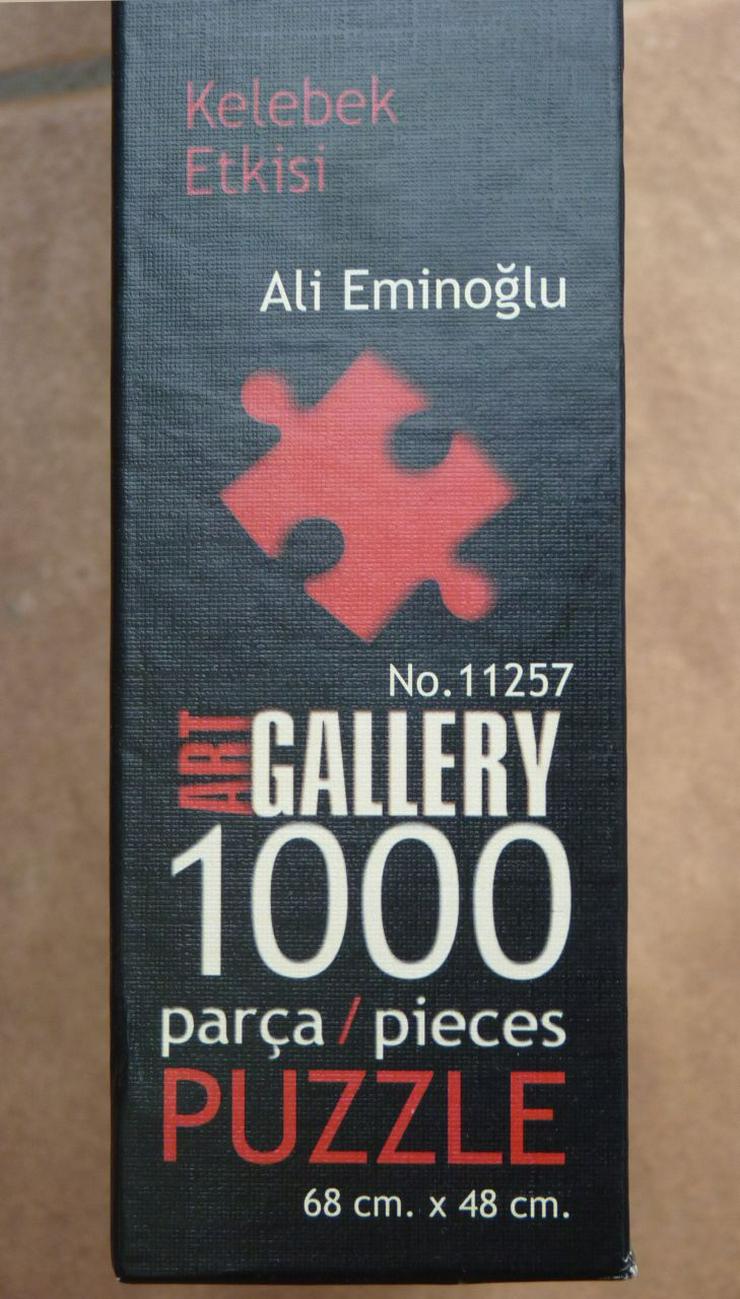 Kelebek
Etkisi
Ali Eminoğlu
No.11257
ART GALLERY
1000
parça / pieces
PUZZLE
68 cm. x 48 cm.